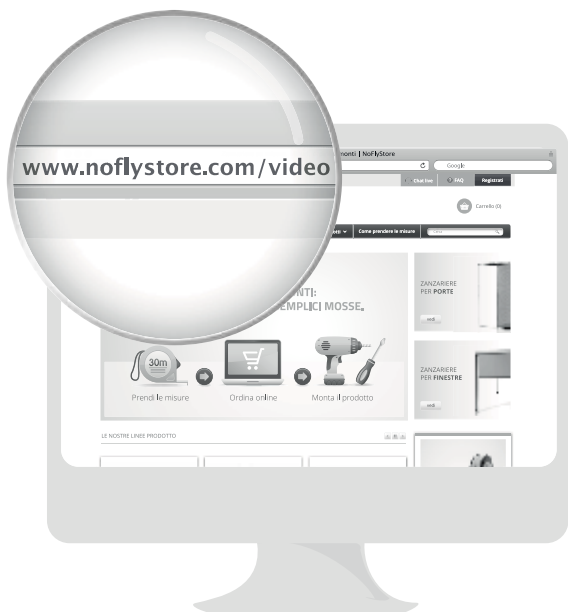 www.noflystore.com/video
monti | NoFlyStore
Google
Chat live
FAQ
Registrati
Carrello (0)
Come prendere le misure
ZANZARIERE
PER PORTE
vedi
NTI:
EMPLICI MOSSE.
30m
Prendi le misure
Ordina online
Monta il prodotto
ZANZARIERE
PER FINESTRE
vedi
LE NOSTRE LINEE PRODOTTO